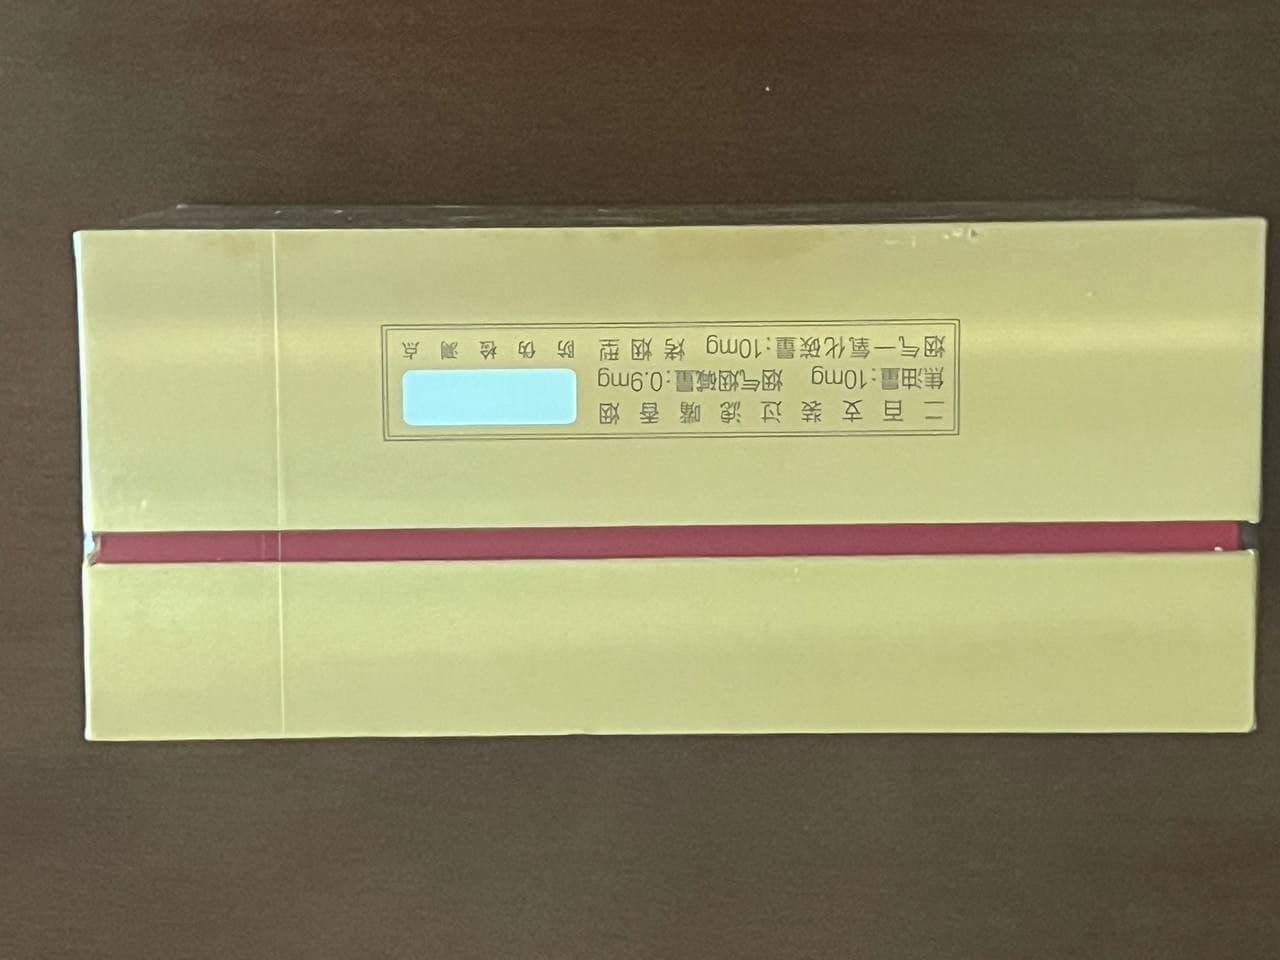 二百支装过滤嘴香烟
焦油量:10mg 烟气烟碱量:0.9mg
烟气一氧化碳量:10mg 烤烟型
防伪检测点